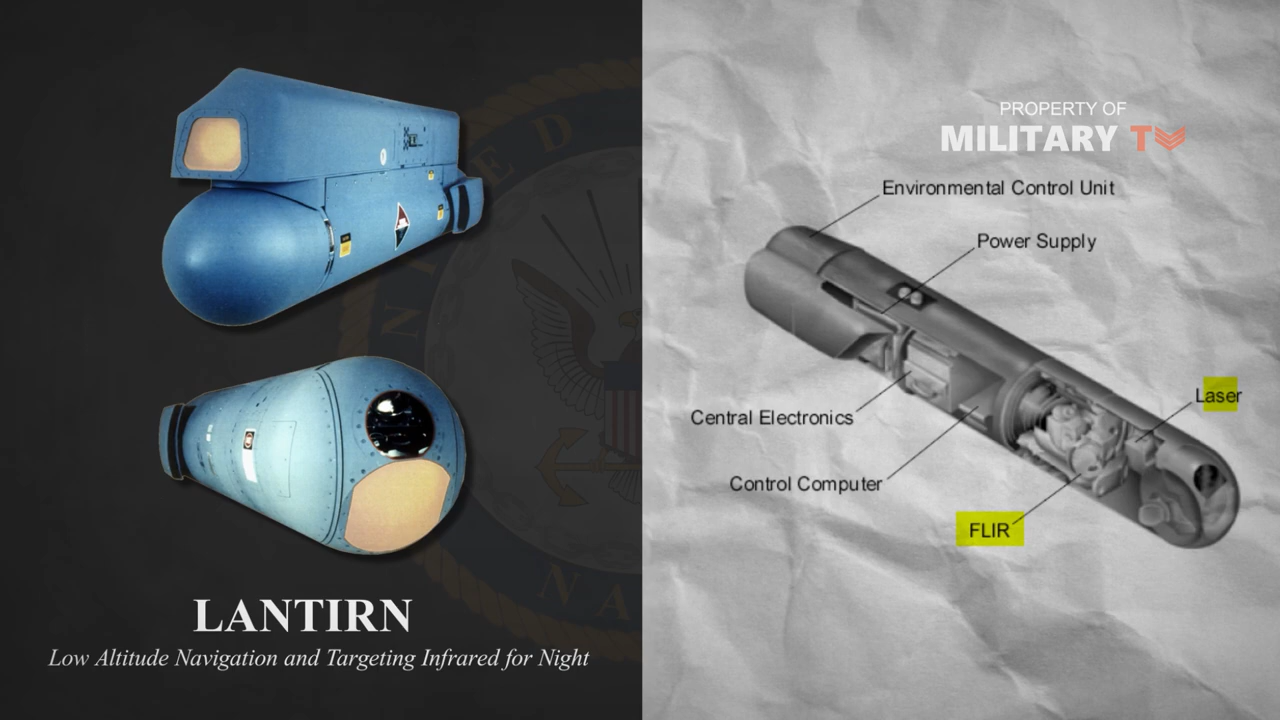 LANTIRN
Low Altitude Navigation and Targeting Infrared for Night
PROPERTY OF
MILITARY T
Environmental Control Unit
Power Supply
Laser
Central Electronics
Control Computer
FLIR